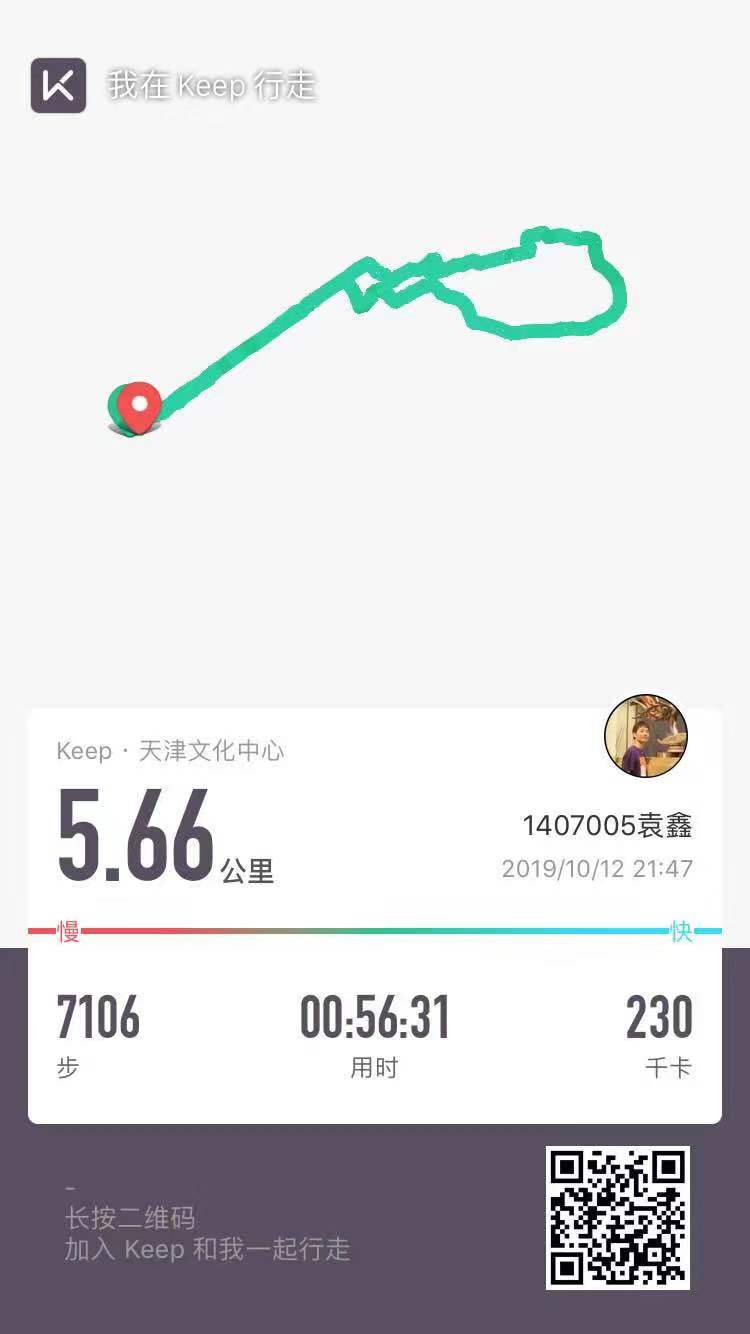 我在 Keep 行走
Keep · 天津文化中心
5.66公里
1407005袁鑫
2019/10/12 21:47
慢
快
7106
00:56:31
230
步
用时
千卡
-
长按二维码
加入 Keep 和我一起行走